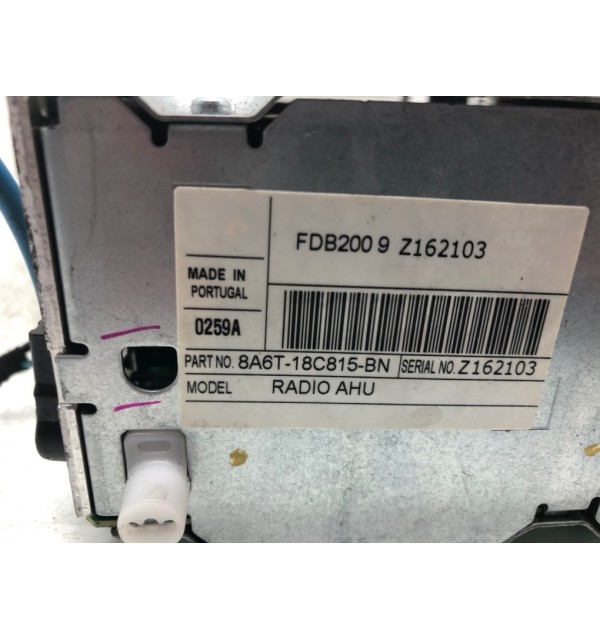 FDB200 9 Z162103
MADE IN
PORTUGAL
0259A
PART NO. 8A6T-18C815-BN SERIAL NO. Z162103
MODEL RADIO AHU